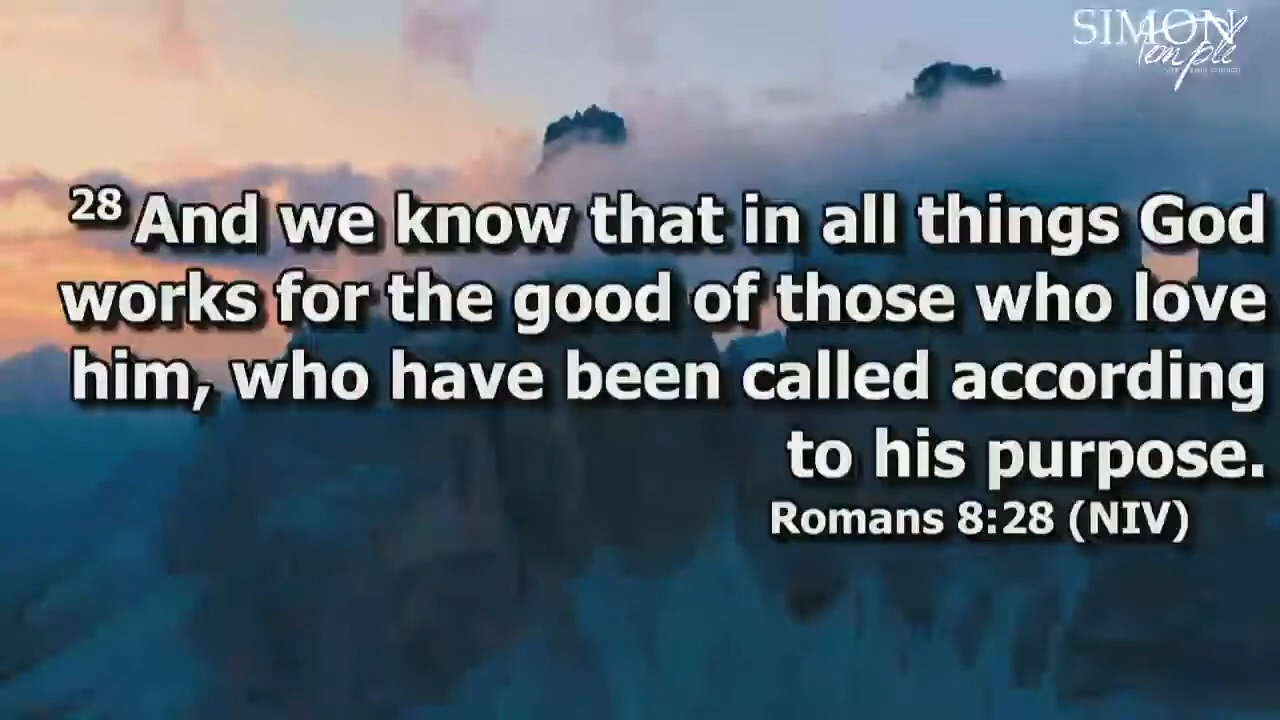 SIMON
Temple
28 And we know that in all things God
works for the good of those who love
him, who have been called according
to his purpose.
Romans 8:28 (NIV)